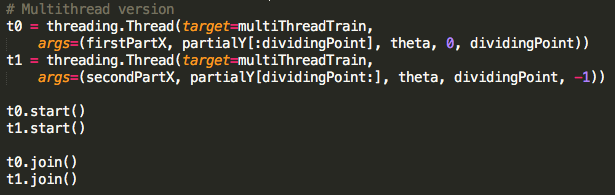 # Multithread version
t0 = threading.Thread(target=multiThreadTrain,
    args=(firstPartX, partialY[:dividingPoint], theta, 0, dividingPoint))
t1 = threading.Thread(target=multiThreadTrain,
    args=(secondPartX, partialY[dividingPoint:], theta, dividingPoint, -1))
t0.start()
t1.start()
t0.join()
t1.join()